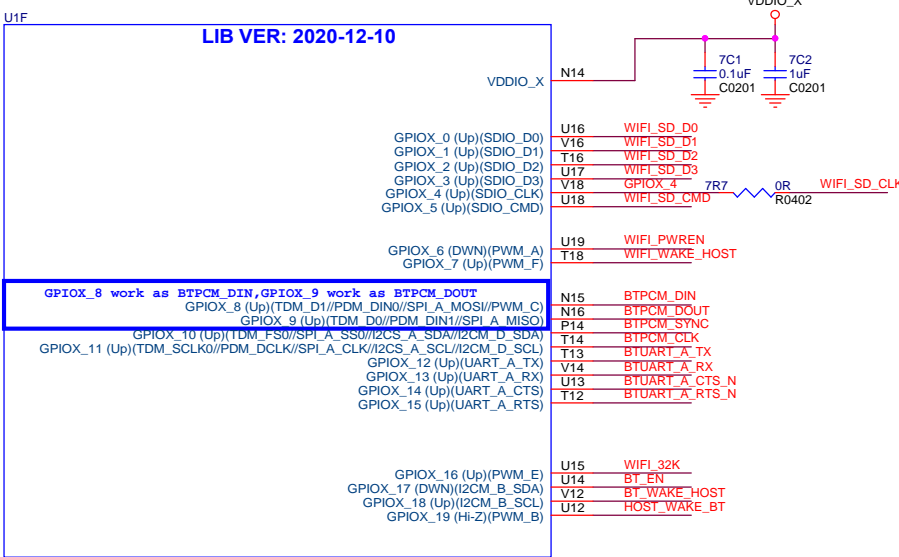 VDDIO_X
U1F
LIB VER: 2020-12-10
VDDIO_X N14
7C1 7C2
0.1uF 1uF
C0201 C0201
GPIOX_0 (Up)(SDIO_D0) U16 WIFI_SD_D0
GPIOX_1 (Up)(SDIO_D1) V16 WIFI_SD_D1
GPIOX_2 (Up)(SDIO_D2) T16 WIFI_SD_D2
GPIOX_3 (Up)(SDIO_D3) U17 WIFI_SD_D3
GPIOX_4 (Up)(SDIO_CLK) V18 GPIOX_4 7R7 0R WIFI_SD_CLK
GPIOX_5 (Up)(SDIO_CMD) U18 WIFI_SD_CMD R0402
GPIOX_6 (DWN)(PWM_A) U19 WIFI_PWREN
GPIOX_7 (Up)(PWM_F) T18 WIFI_WAKE_HOST
GPIOX_8 work as BTPCM_DIN,GPIOX_9 work as BTPCM_DOUT
GPIOX_8 (Up)(TDM_D1//PDM_DIN0//SPI_A_MOSI//PWM_C) N15 BTPCM_DIN
GPIOX_9 (Up)(TDM_D0//PDM_DIN1//SPI_A_MISO) N16 BTPCM_DOUT
GPIOX_10 (Up)(TDM_FS0//SPI_A_SS0//I2CS_A_SDA//I2CM_D_SDA) P14 BTPCM_SYNC
GPIOX_11 (Up)(TDM_SCLK0//PDM_DCLK//SPI_A_CLK//I2CS_A_SCL//I2CM_D_SCL) T14 BTPCM_CLK
GPIOX_12 (Up)(UART_A_TX) T13 BTUART_A_TX
GPIOX_13 (Up)(UART_A_RX) V14 BTUART_A_RX
GPIOX_14 (Up)(UART_A_CTS) U13 BTUART_A_CTS_N
GPIOX_15 (Up)(UART_A_RTS) T12 BTUART_A_RTS_N
GPIOX_16 (Up)(PWM_E) U15 WIFI_32K
GPIOX_17 (DWN)(I2CM_B_SDA) U14 BT_EN
GPIOX_18 (Up)(I2CM_B_SCL) V12 BT_WAKE_HOST
GPIOX_19 (Hi-Z)(PWM_B) U12 HOST_WAKE_BT